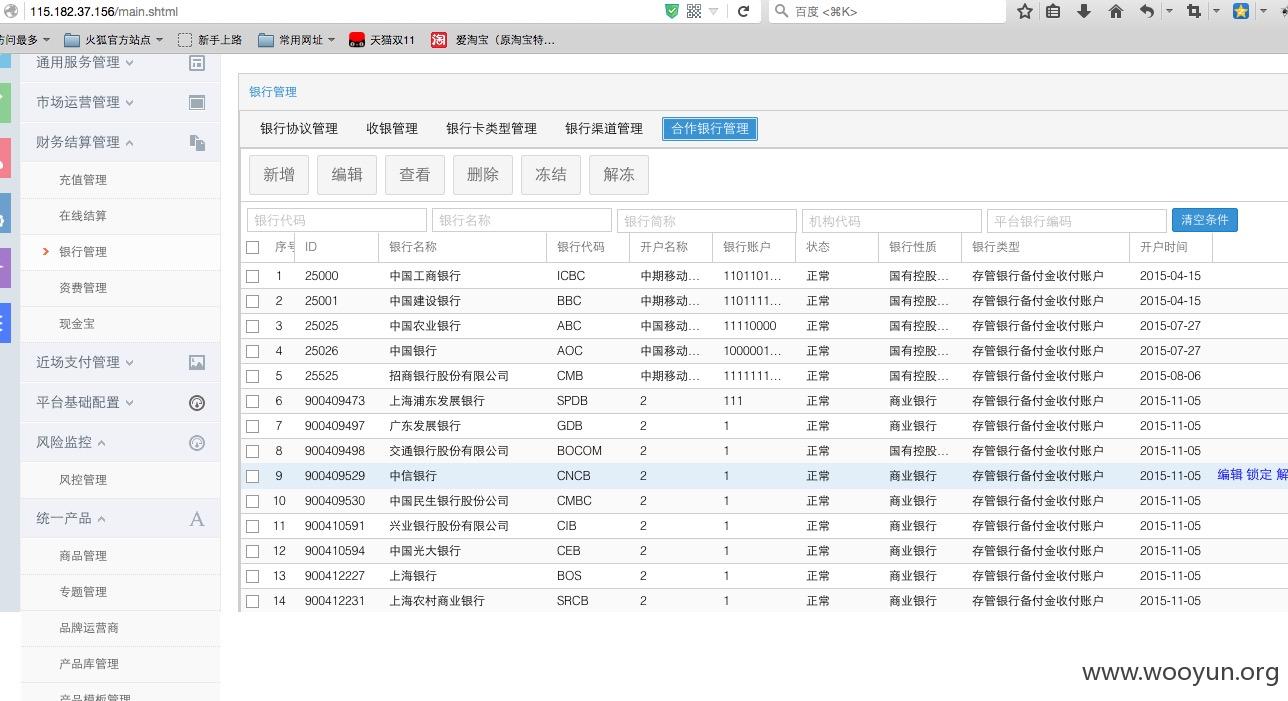 115.182.37.156/main.shtml
百度 <⌘K>
访问最多 火狐官方站点 新手上路 常用网址 天猫双11 爱淘宝（原淘宝特…
通用服务管理
市场运营管理
财务结算管理
充值管理
在线结算
银行管理
资费管理
现金宝
近场支付管理
平台基础配置
风险监控
风控管理
统一产品
商品管理
专题管理
品牌运营商
产品库管理
产品模板管理
银行管理
银行协议管理 收银管理 银行卡类型管理 银行渠道管理 合作银行管理
新增 编辑 查看 删除 冻结 解冻
银行代码 银行名称 银行简称 机构代码 平台银行编码 清空条件
序号 ID 银行名称 银行代码 开户名称 银行账户 状态 银行性质 银行类型 开户时间
1 25000 中国工商银行 ICBC 中期移动... 1101101... 正常 国有控股... 存管银行备付金收付账户 2015-04-15
2 25001 中国建设银行 BBC 中期移动... 1101111... 正常 国有控股... 存管银行备付金收付账户 2015-04-15
3 25025 中国农业银行 ABC 中国移动... 11110000 正常 国有控股... 存管银行备付金收付账户 2015-07-27
4 25026 中国银行 AOC 中国移动... 1000001... 正常 国有控股... 存管银行备付金收付账户 2015-07-27
5 25525 招商银行股份有限公司 CMB 中期移动... 1111111... 正常 国有控股... 存管银行备付金收付账户 2015-08-06
6 900409473 上海浦东发展银行 SPDB 2 111 正常 商业银行 存管银行备付金收付账户 2015-11-05
7 900409497 广东发展银行 GDB 2 1 正常 商业银行 存管银行备付金收付账户 2015-11-05
8 900409498 交通银行股份有限公司 BOCOM 2 1 正常 国有控股... 存管银行备付金收付账户 2015-11-05
9 900409529 中信银行 CNCB 2 1 正常 商业银行 存管银行备付金收付账户 2015-11-05 编辑 锁定 解
10 900409530 中国民生银行股份公司 CMBC 2 1 正常 商业银行 存管银行备付金收付账户 2015-11-05
11 900410591 兴业银行股份有限公司 CIB 2 1 正常 商业银行 存管银行备付金收付账户 2015-11-05
12 900410594 中国光大银行 CEB 2 1 正常 商业银行 存管银行备付金收付账户 2015-11-05
13 900412227 上海银行 BOS 2 1 正常 商业银行 存管银行备付金收付账户 2015-11-05
14 900412231 上海农村商业银行 SRCB 2 1 正常 商业银行 存管银行备付金收付账户 2015-11-05
www.wooyun.org